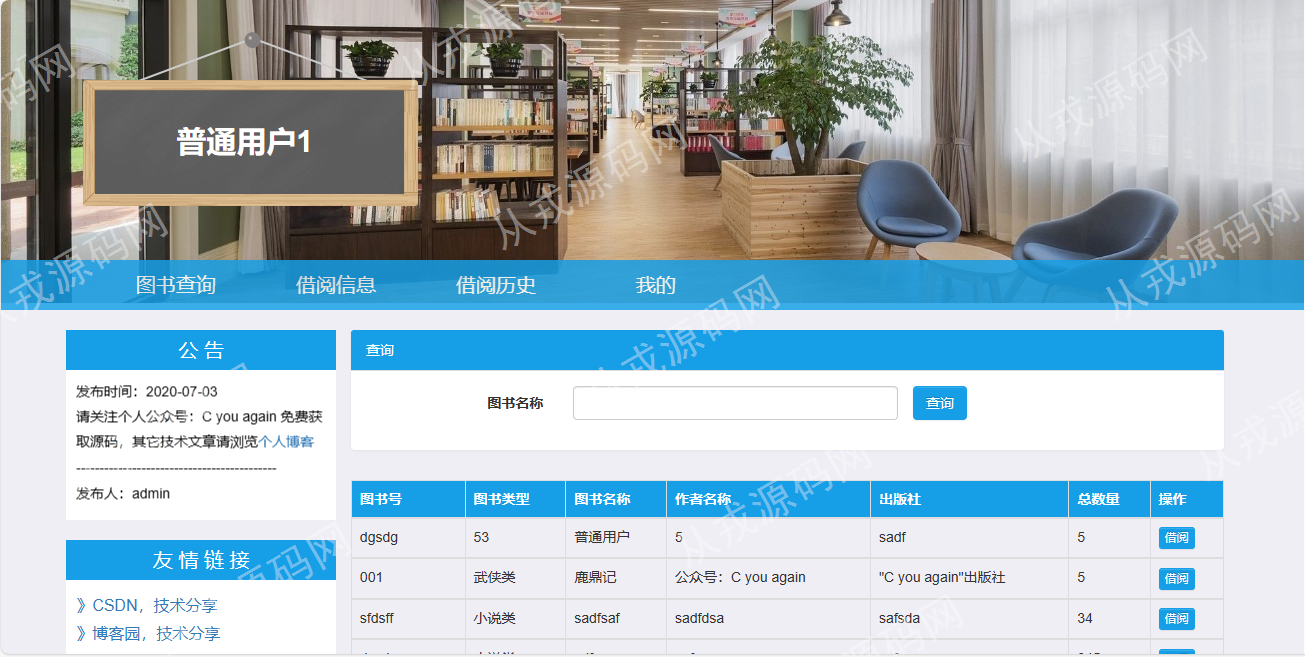 普通用户1
图书查询 借阅信息 借阅历史 我的
公 告
发布时间：2020-07-03
请关注个人公众号：C you again 免费获
取源码，其它技术文章请浏览个人博客
-------------------------------------------
发布人：admin
友 情 链 接
》CSDN，技术分享
》博客园，技术分享
查询
图书名称 查询
图书号 图书类型 图书名称 作者名称 出版社 总数量 操作
dgsdg 53 普通用户 5 sadf 5 借阅
001 武侠类 鹿鼎记 公众号：C you again "C you again"出版社 5 借阅
sfdsff 小说类 sadfsaf sadfdsa safsda 34 借阅
从戎源码网